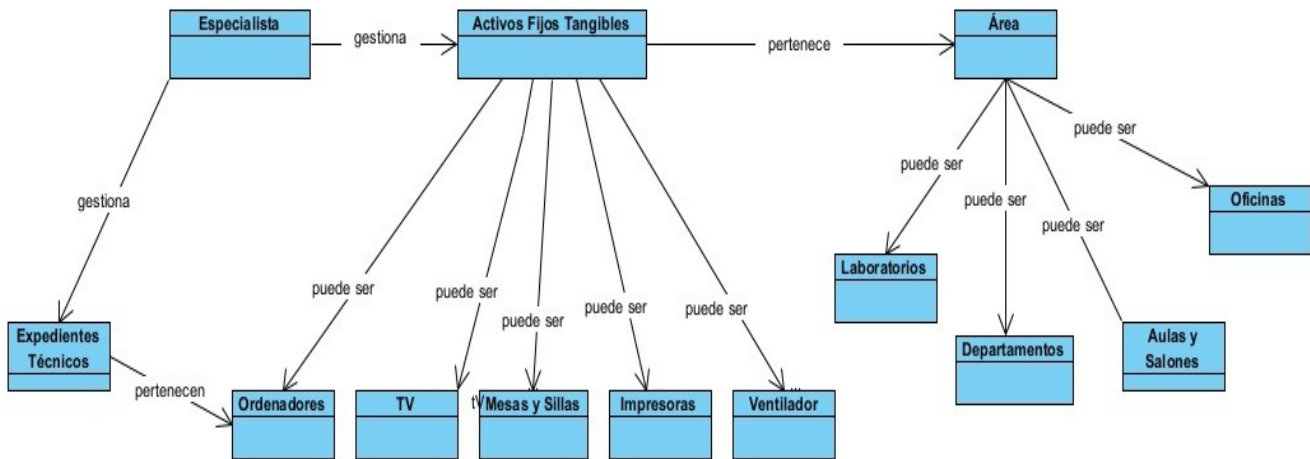 Especialista
gestiona
Activos Fijos Tangibles
pertenece
Área
puede ser
puede ser
puede ser
puede ser
Oficinas
gestiona
Laboratorios
puede ser
puede ser
puede ser
puede ser
puede ser
Expedientes
Técnicos
pertenecen
Departamentos
Aulas y
Salones
Ordenadores
TV
tV
Mesas y Sillas
Impresoras
...
Ventilador